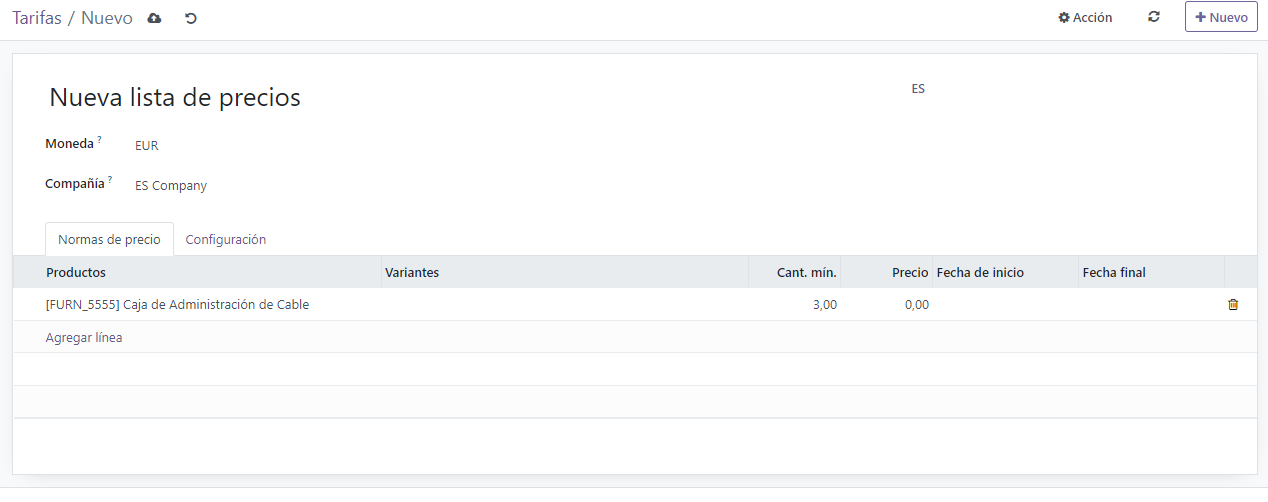 Tarifas / Nuevo
Acción
Nuevo
Nueva lista de precios
ES
Moneda ?
EUR
Compañía ?
ES Company
Normas de precio
Configuración
Productos
Variantes
Cant. mín.
Precio
Fecha de inicio
Fecha final
[FURN_5555] Caja de Administración de Cable
3,00
0,00
Agregar línea